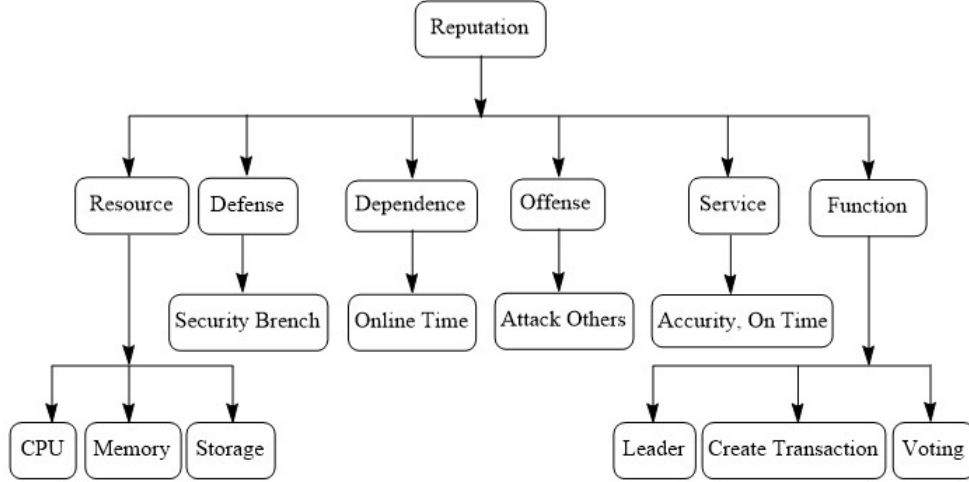 Reputation
Resource
Defense
Dependence
Offense
Service
Function
Security Brench
Online Time
Attack Others
Accurity, On Time
CPU
Memory
Storage
Leader
Create Transaction
Voting